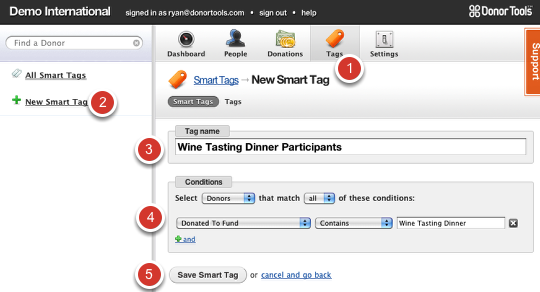 Demo International signed in as ryan@donortools.com • sign out • help Donor Tools
Find a Donor
Dashboard People Donations Tags Settings
Support
1
All Smart Tags
New Smart Tag 2
Smart Tags → New Smart Tag
Smart Tags Tags
Tag name
3 Wine Tasting Dinner Participants
Conditions
Select Donors that match all of these conditions:
4 Donated To Fund Contains Wine Tasting Dinner
and
5 Save Smart Tag or cancel and go back